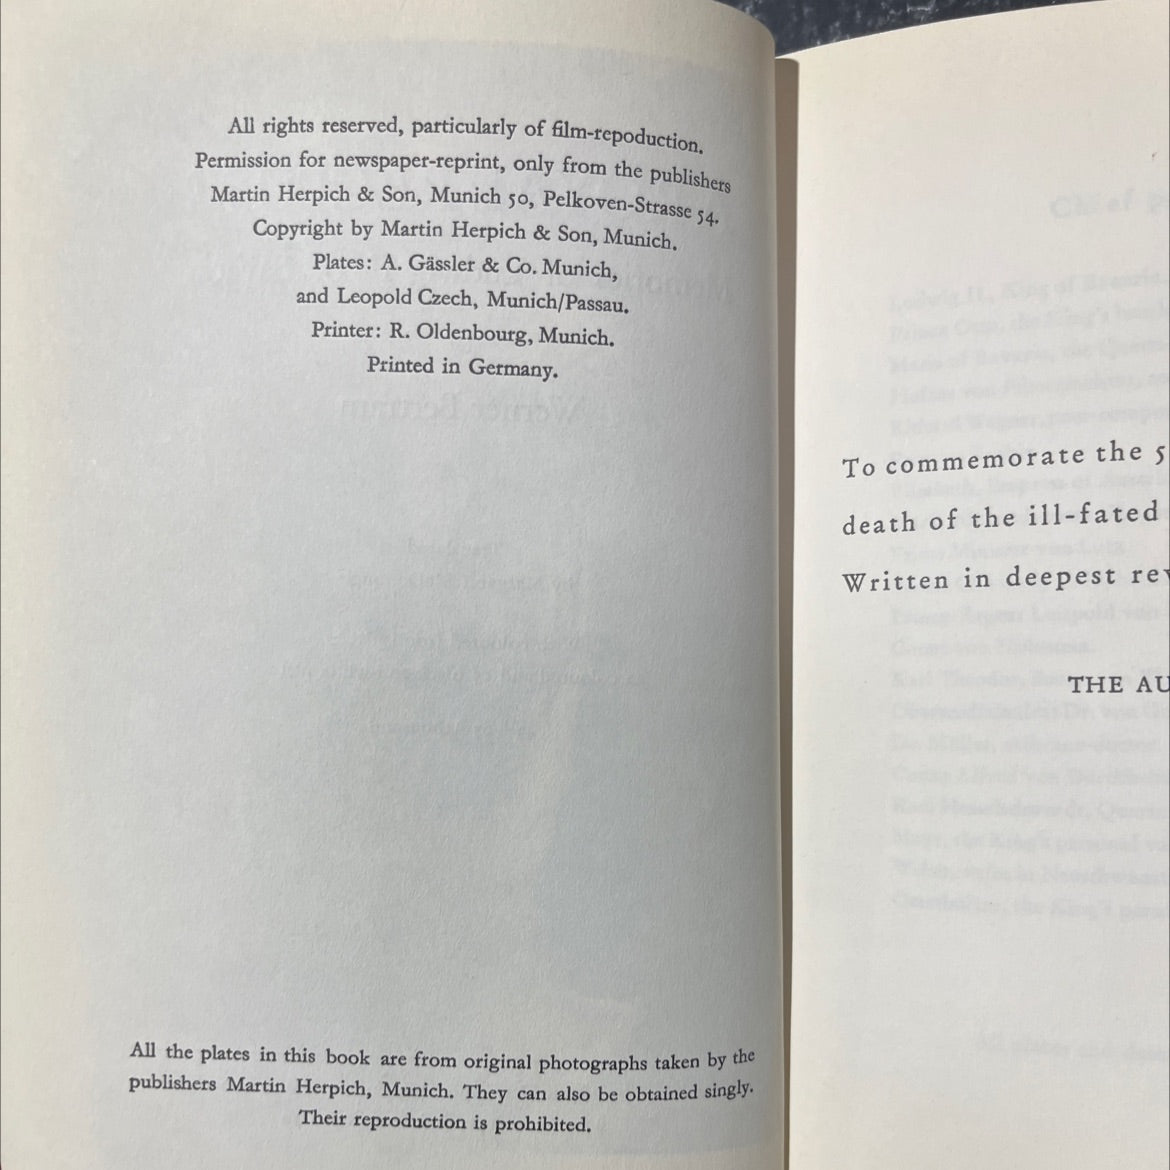 All rights reserved, particularly of film-repoduction.
Permission for newspaper-reprint, only from the publishers
Martin Herpich & Son, Munich 50, Pelkoven-Strasse 54.
Copyright by Martin Herpich & Son, Munich.
Plates: A. Gässler & Co. Munich,
and Leopold Czech, Munich/Passau.
Printer: R. Oldenbourg, Munich.
Printed in Germany.
All the plates in this book are from original photographs taken by the
publishers Martin Herpich, Munich. They can also be obtained singly.
Their reproduction is prohibited.
To commemorate the 5
death of the ill-fated
Written in deepest rev
THE AU